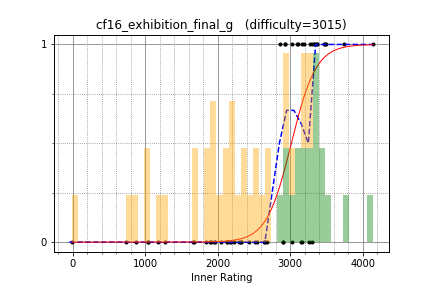 cf16_exhibition_final_g (difficulty=3015)
1
0
0 1000 2000 3000 4000
Inner Rating